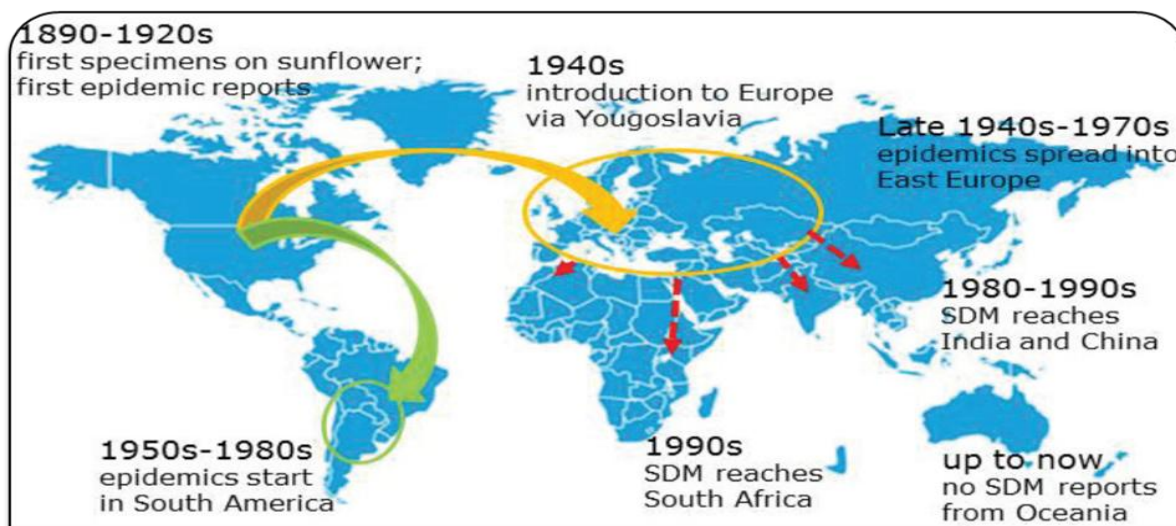 1890-1920s
first specimens on sunflower;
first epidemic reports
1940s
introduction to Europe
via Yougoslavia
Late 1940s-1970s
epidemics spread into
East Europe
1980-1990s
SDM reaches
India and China
1950s-1980s
epidemics start
in South America
1990s
SDM reaches
South Africa
up to now
no SDM reports
from Oceania